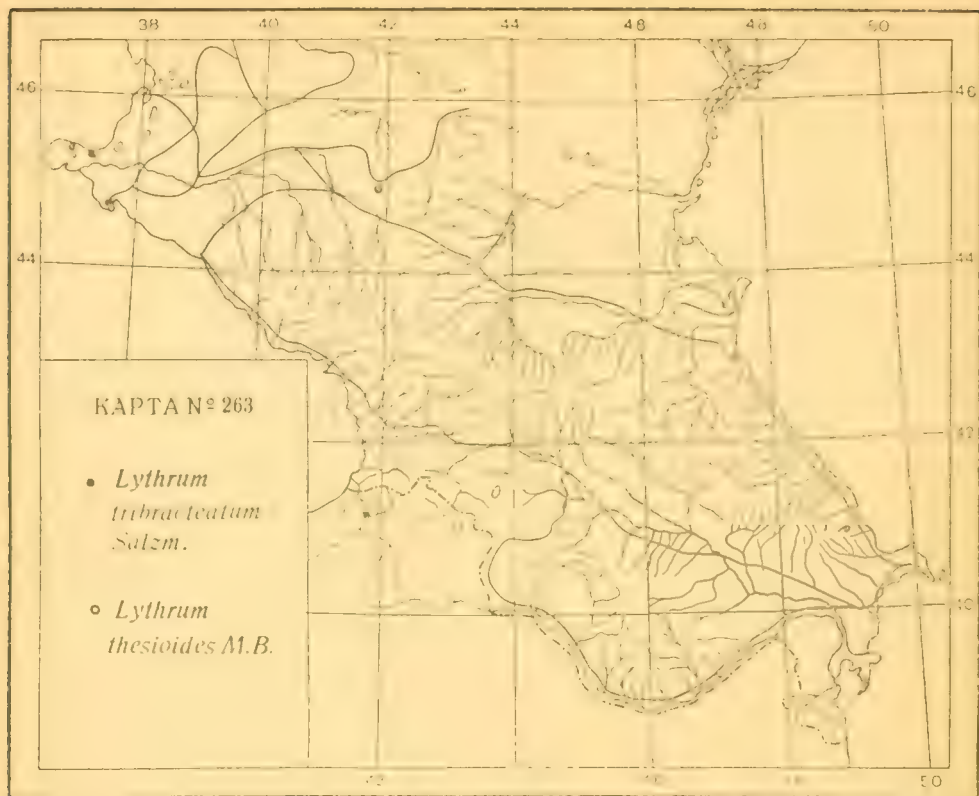 38 40 42 44 48 50
46 46
44
42
КАРТА № 263
• Lythrum
tribracteatum
Salzm.
○ Lythrum
thesioides M.B.
40
50